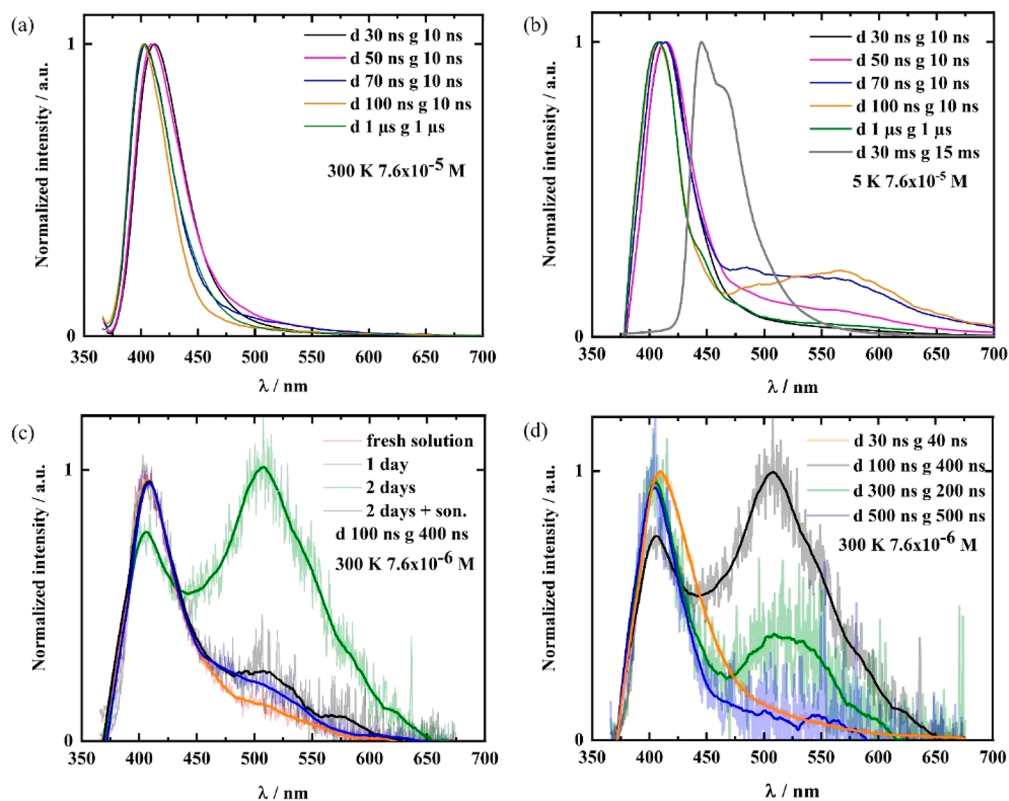 (a)
Normalized intensity / a.u.
1
0
d 30 ns g 10 ns
d 50 ns g 10 ns
d 70 ns g 10 ns
d 100 ns g 10 ns
d 1 µs g 1 µs
300 K 7.6x10⁻⁵ M
350 400 450 500 550 600 650 700
λ / nm
(b)
Normalized intensity / a.u.
1
0
d 30 ns g 10 ns
d 50 ns g 10 ns
d 70 ns g 10 ns
d 100 ns g 10 ns
d 1 µs g 1 µs
d 30 ms g 15 ms
5 K 7.6x10⁻⁵ M
350 400 450 500 550 600 650 700
λ / nm
(c)
Normalized intensity / a.u.
1
0
fresh solution
1 day
2 days
2 days + son.
d 100 ns g 400 ns
300 K 7.6x10⁻⁶ M
350 400 450 500 550 600 650 700
λ / nm
(d)
Normalized intensity / a.u.
1
0
d 30 ns g 40 ns
d 100 ns g 400 ns
d 300 ns g 200 ns
d 500 ns g 500 ns
300 K 7.6x10⁻⁶ M
350 400 450 500 550 600 650 700
λ / nm